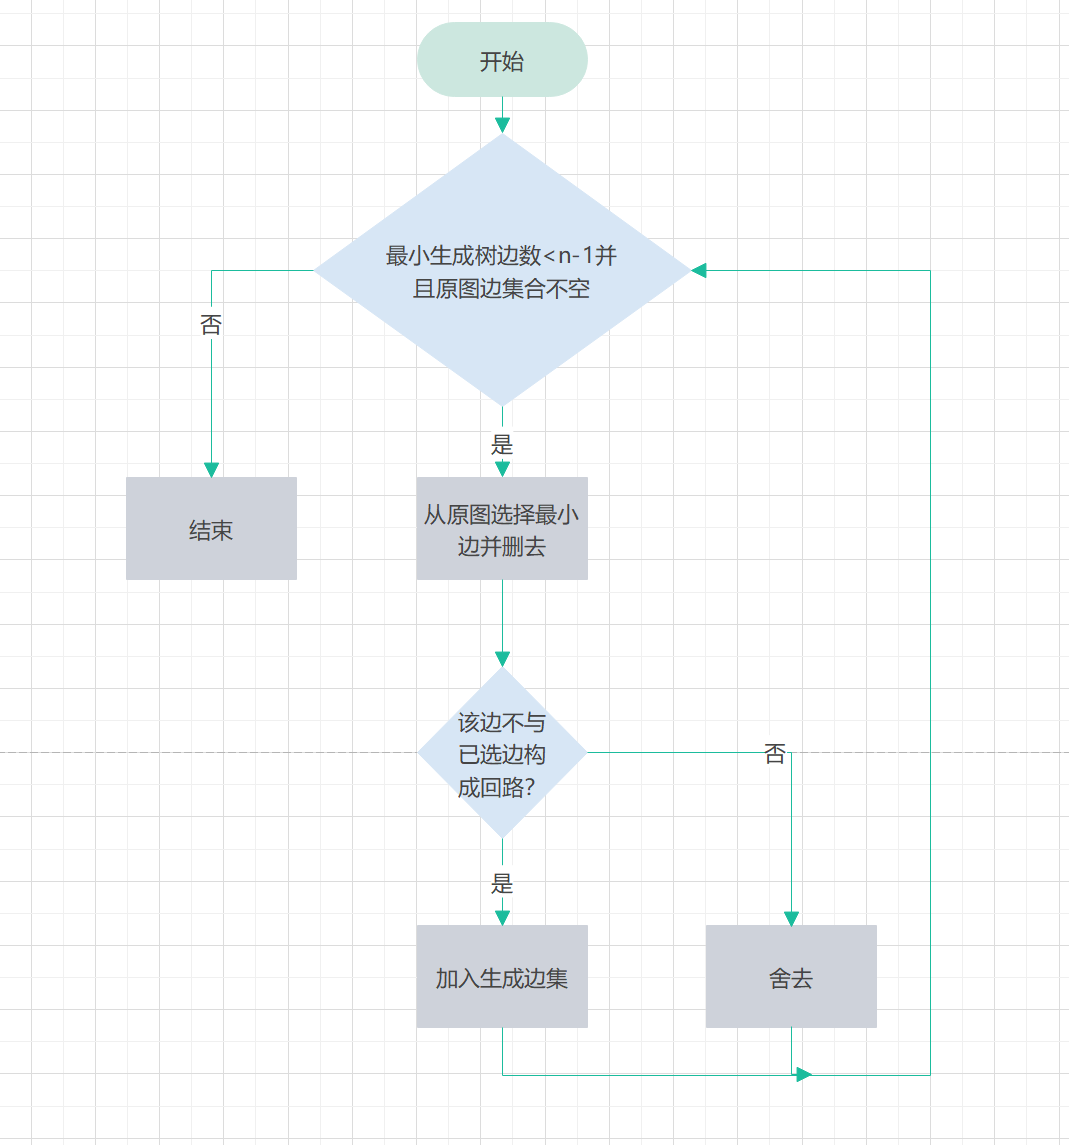 开始
最小生成树边数<n-1并
且原图边集合不空
否
是
结束
从原图选择最小
边并删去
该边不与
已选边构
成回路?
否
是
加入生成边集
舍去